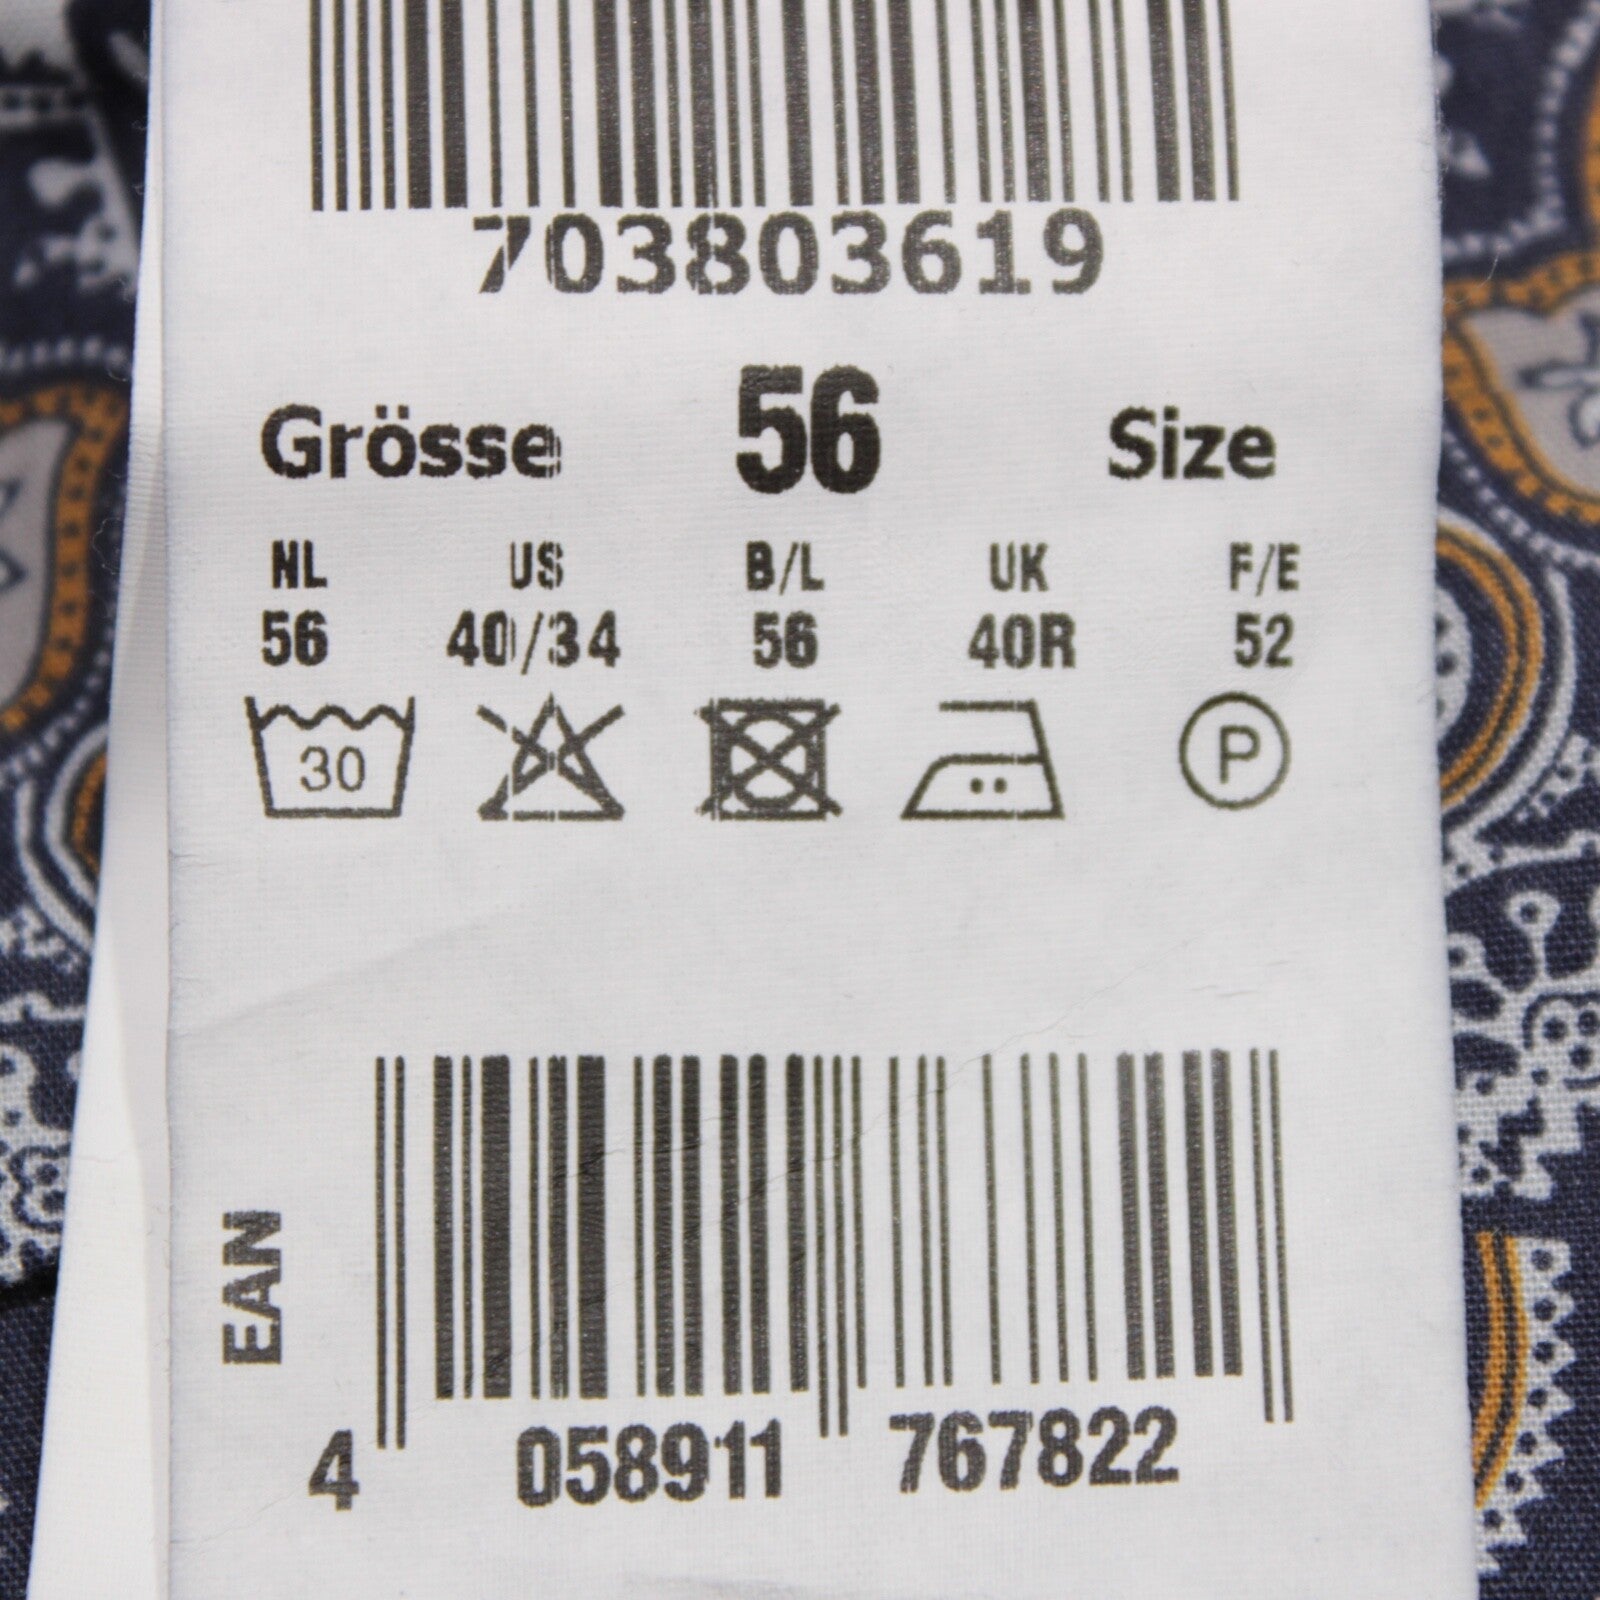 703803619
Grösse 56 Size
NL US B/L UK F/E
56 40/34 56 40R 52
30 P
EAN
4 058911 767822